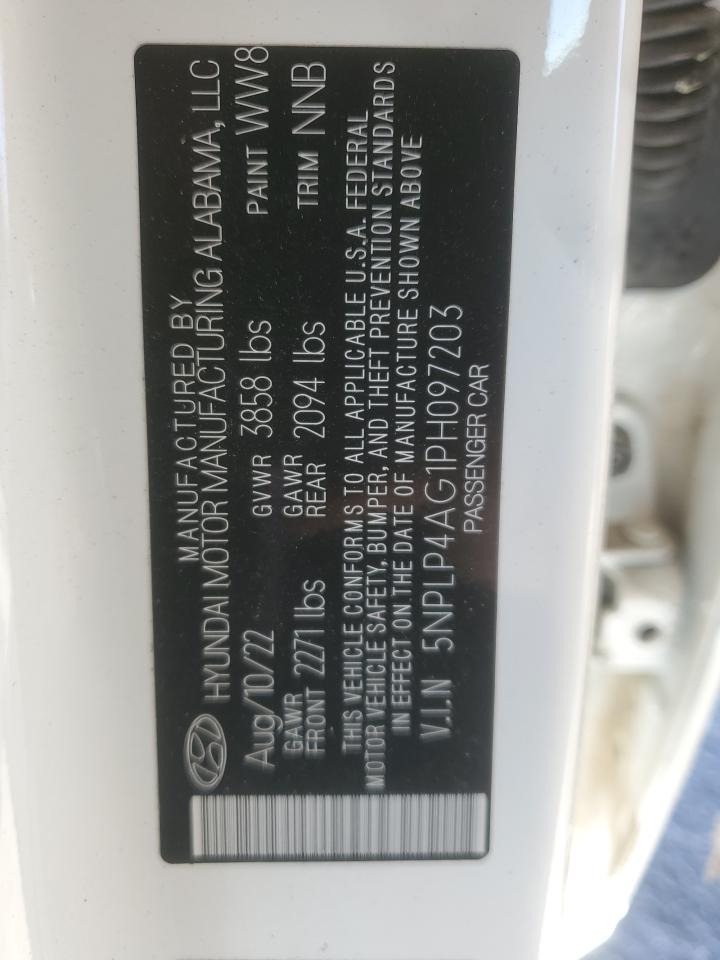 MANUFACTURED BY
HYUNDAI MOTOR MANUFACTURING ALABAMA, LLC
Aug/10/22 GVWR 3858 lbs PAINT WW8
GAWR FRONT 2271 lbs GAWR REAR 2094 lbs TRIM NNB
THIS VEHICLE CONFORMS TO ALL APPLICABLE U.S.A. FEDERAL
MOTOR VEHICLE SAFETY, BUMPER, AND THEFT PREVENTION STANDARDS
IN EFFECT ON THE DATE OF MANUFACTURE SHOWN ABOVE
V.I.N 5NPLP4AG1PH097203
PASSENGER CAR